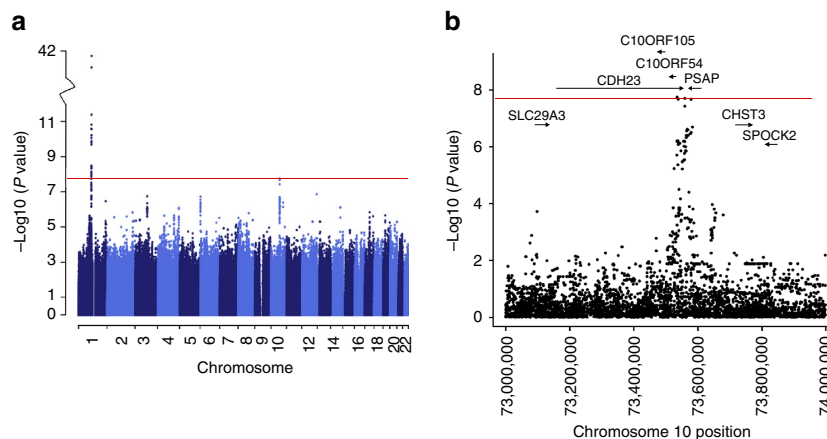 a
42
11
9
7
5
3
1
0
–Log10 (P value)
1
2
3
4
5
6
7
8
9
10
12
14
16
18
20
22
Chromosome
b
C10ORF105
C10ORF54
CDH23
PSAP
SLC29A3
CHST3
SPOCK2
8
6
4
2
0
–Log10 (P value)
73,000,000
73,200,000
73,400,000
73,600,000
73,800,000
74,000,000
Chromosome 10 position